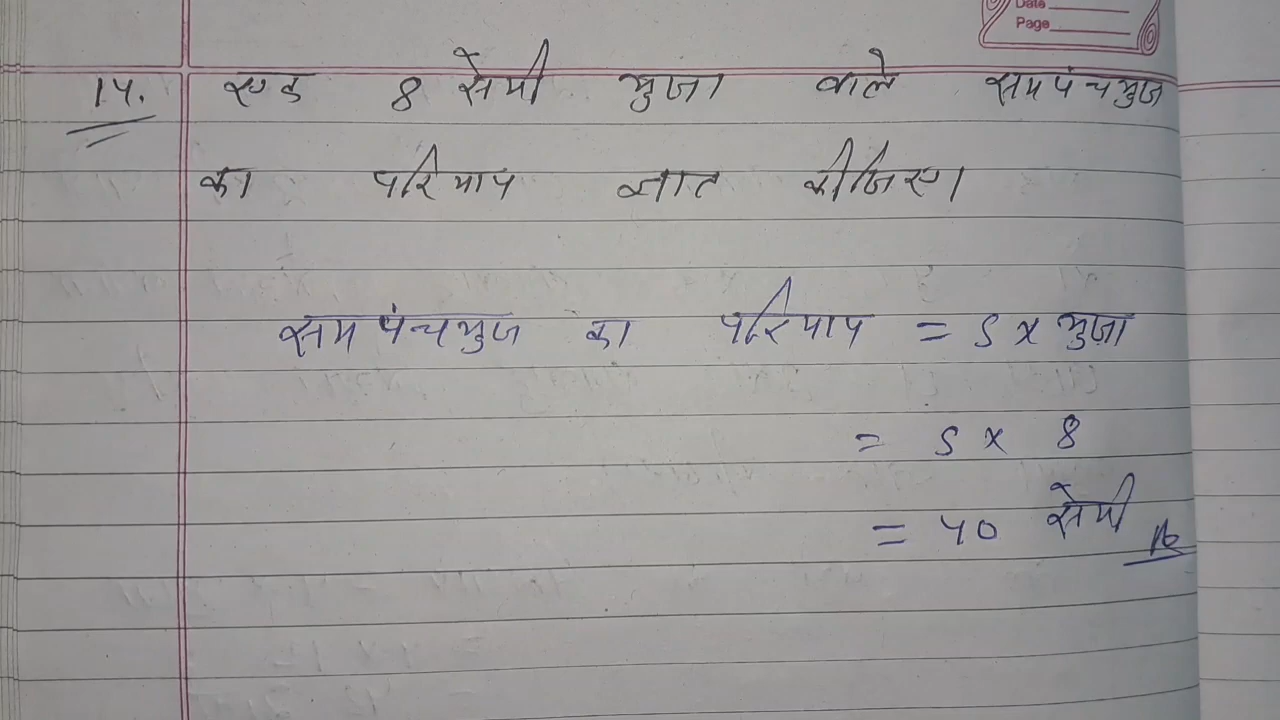 Date
Page
14. एक 8 सेमी भुजा वाले समपंचभुज
का परिमाप ज्ञात कीजिए।
समपंचभुज का परिमाप = 5 x भुजा
= 5 x 8
= 40 सेमी